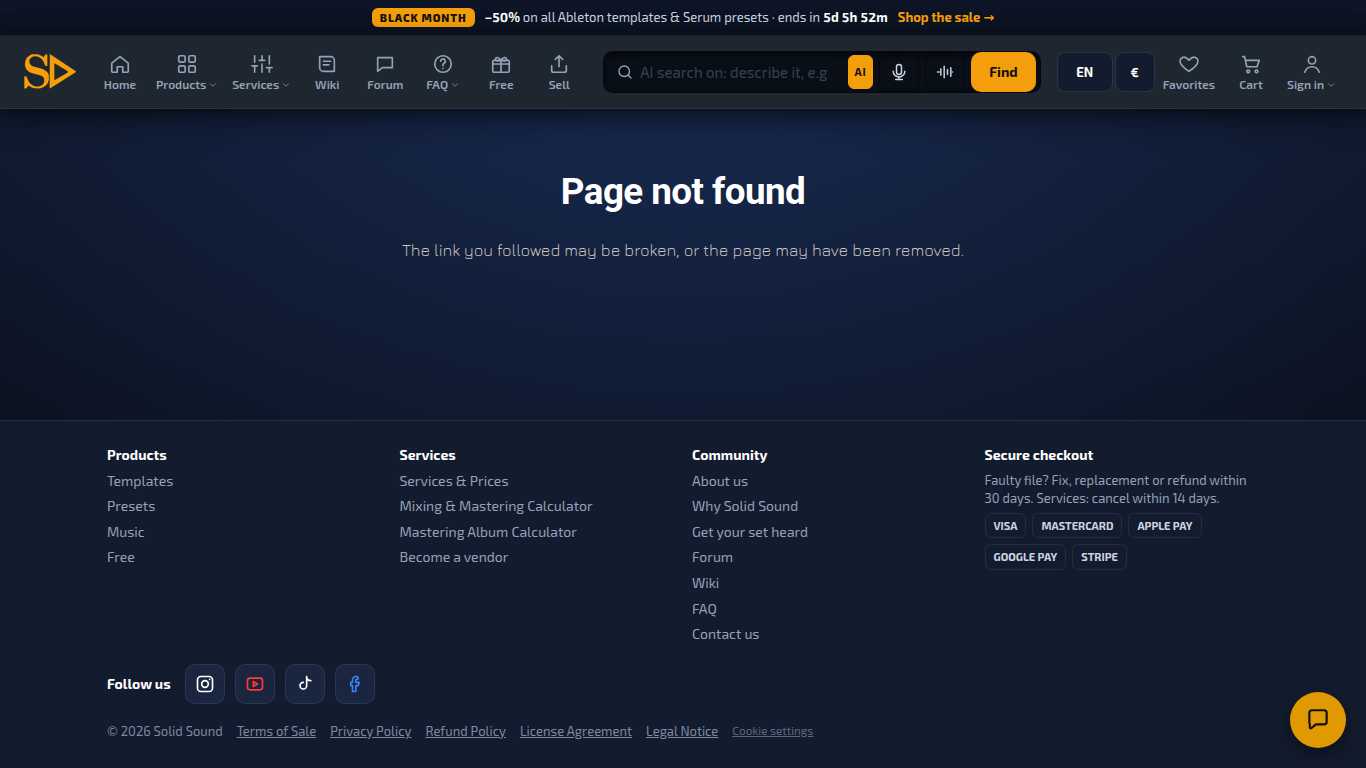 BLACK MONTH −50% on all Ableton templates & Serum presets · ends in 5d 5h 52m Shop the sale →
SD
Home Products Services Wiki Forum FAQ Free Sell
AI search on: describe it, e.g AI Find
EN € Favorites Cart Sign in
Page not found
The link you followed may be broken, or the page may have been removed.
Products
Templates
Presets
Music
Free
Services
Services & Prices
Mixing & Mastering Calculator
Mastering Album Calculator
Become a vendor
Community
About us
Why Solid Sound
Get your set heard
Forum
Wiki
FAQ
Contact us
Secure checkout
Faulty file? Fix, replacement or refund within
30 days. Services: cancel within 14 days.
VISA MASTERCARD APPLE PAY
GOOGLE PAY STRIPE
Follow us
© 2026 Solid Sound Terms of Sale Privacy Policy Refund Policy License Agreement Legal Notice Cookie settings